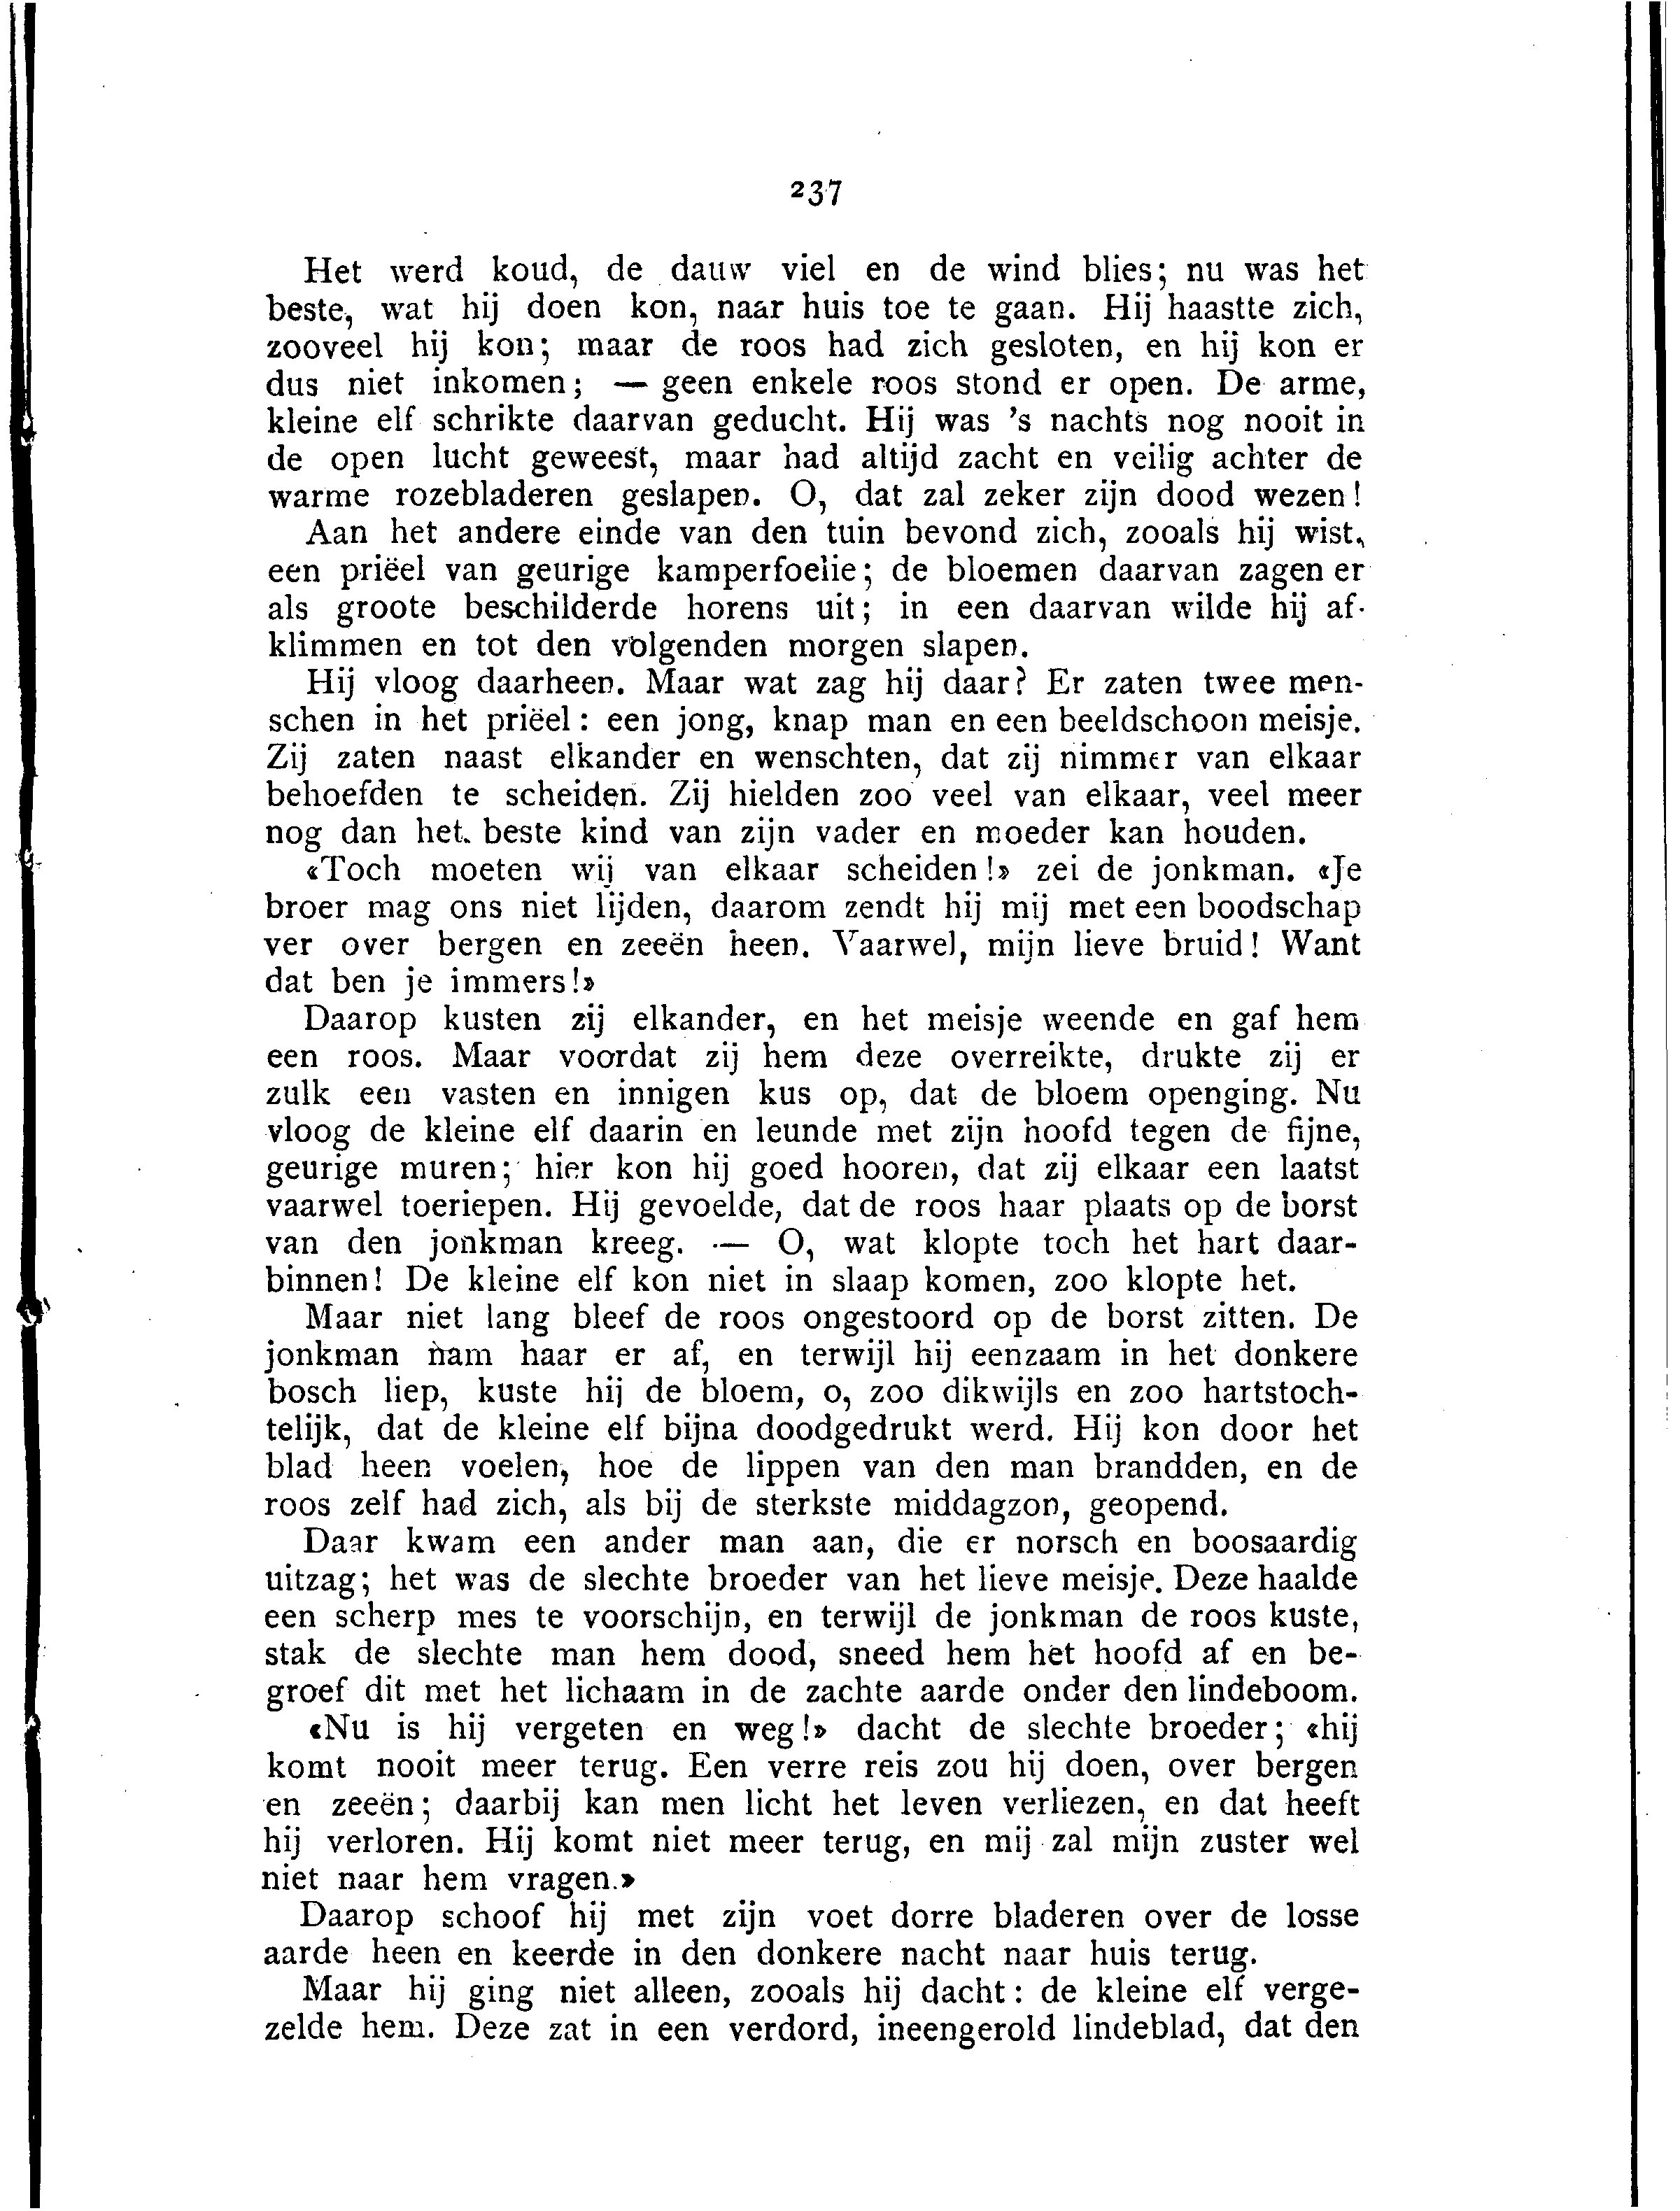 237
Het werd koud, de dauw viel en de wind blies; nu was het
beste, wat hij doen kon, naar huis toe te gaan. Hij haastte zich,
zooveel hij kon; maar de roos had zich gesloten, en hij kon er
dus niet inkomen; — geen enkele roos stond er open. De arme,
kleine elf schrikte daarvan geducht. Hij was 's nachts nog nooit in
de open lucht geweest, maar had altijd zacht en veilig achter de
warme rozebladeren geslapen. O, dat zal zeker zijn dood wezen!
Aan het andere einde van den tuin bevond zich, zooals hij wist,
een priëel van geurige kamperfoelie; de bloemen daarvan zagen er
als groote beschilderde horens uit; in een daarvan wilde hij af-
klimmen en tot den volgenden morgen slapen.
Hij vloog daarheen. Maar wat zag hij daar? Er zaten twee men-
schen in het priëel: een jong, knap man en een beeldschoon meisje.
Zij zaten naast elkander en wenschten, dat zij nimmer van elkaar
behoefden te scheiden. Zij hielden zoo veel van elkaar, veel meer
nog dan het beste kind van zijn vader en moeder kan houden.
«Toch moeten wij van elkaar scheiden!» zei de jonkman. «Je
broer mag ons niet lijden, daarom zendt hij mij met een boodschap
ver over bergen en zeeën heen. Vaarwel, mijn lieve bruid! Want
dat ben je immers!»
Daarop kusten zij elkander, en het meisje weende en gaf hem
een roos. Maar voordat zij hem deze overreikte, drukte zij er
zulk een vasten en innigen kus op, dat de bloem openging. Nu
vloog de kleine elf daarin en leunde met zijn hoofd tegen de fijne,
geurige muren; hier kon hij goed hooren, dat zij elkaar een laatst
vaarwel toeriepen. Hij gevoelde, dat de roos haar plaats op de borst
van den jonkman kreeg. — O, wat klopte toch het hart daar-
binnen! De kleine elf kon niet in slaap komen, zoo klopte het.
Maar niet lang bleef de roos ongestoord op de borst zitten. De
jonkman nam haar er af, en terwijl hij eenzaam in het donkere
bosch liep, kuste hij de bloem, o, zoo dikwijls en zoo hartstoch-
telijk, dat de kleine elf bijna doodgedrukt werd. Hij kon door het
blad heen voelen, hoe de lippen van den man brandden, en de
roos zelf had zich, als bij de sterkste middagzon, geopend.
Daar kwam een ander man aan, die er norsch en boosaardig
uitzag; het was de slechte broeder van het lieve meisje. Deze haalde
een scherp mes te voorschijn, en terwijl de jonkman de roos kuste,
stak de slechte man hem dood, sneed hem het hoofd af en be-
groef dit met het lichaam in de zachte aarde onder den lindeboom.
«Nu is hij vergeten en weg!» dacht de slechte broeder; «hij
komt nooit meer terug. Een verre reis zou hij doen, over bergen
en zeeën; daarbij kan men licht het leven verliezen, en dat heeft
hij verloren. Hij komt niet meer terug, en mij zal mijn zuster wel
niet naar hem vragen.»
Daarop schoof hij met zijn voet dorre bladeren over de losse
aarde heen en keerde in den donkere nacht naar huis terug.
Maar hij ging niet alleen, zooals hij dacht: de kleine elf verge-
zelde hem. Deze zat in een verdord, ineengerold lindeblad, dat den